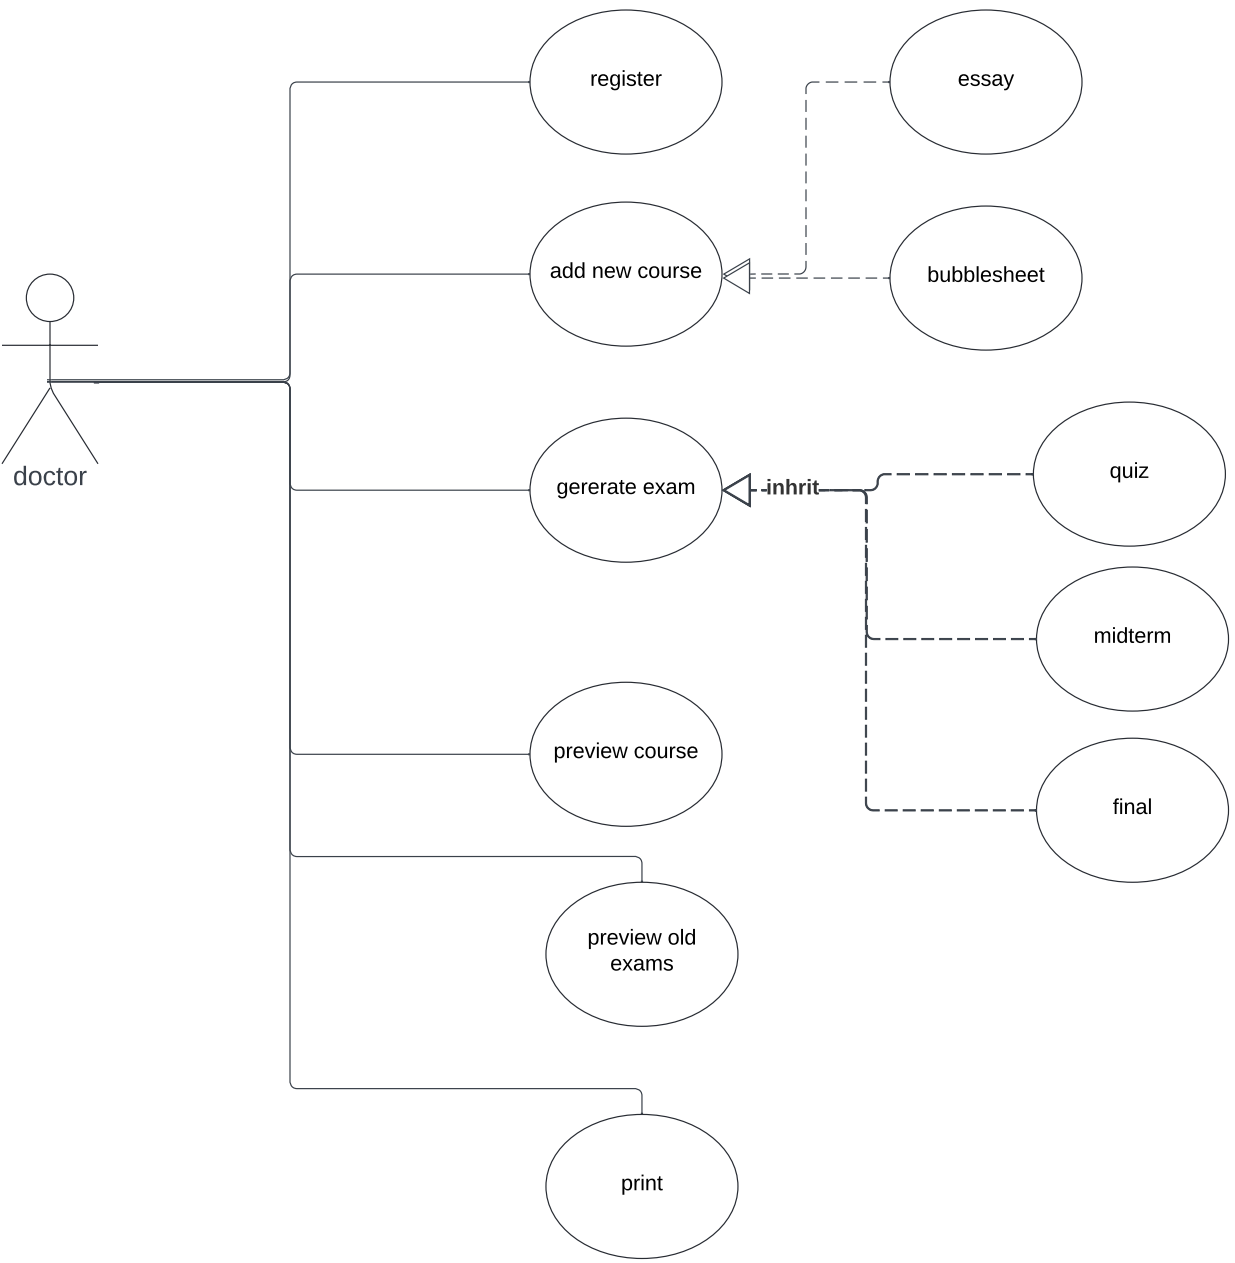 register
essay
add new course
bubblesheet
doctor
gererate exam
inhrit
quiz
midterm
preview course
final
preview old
exams
print